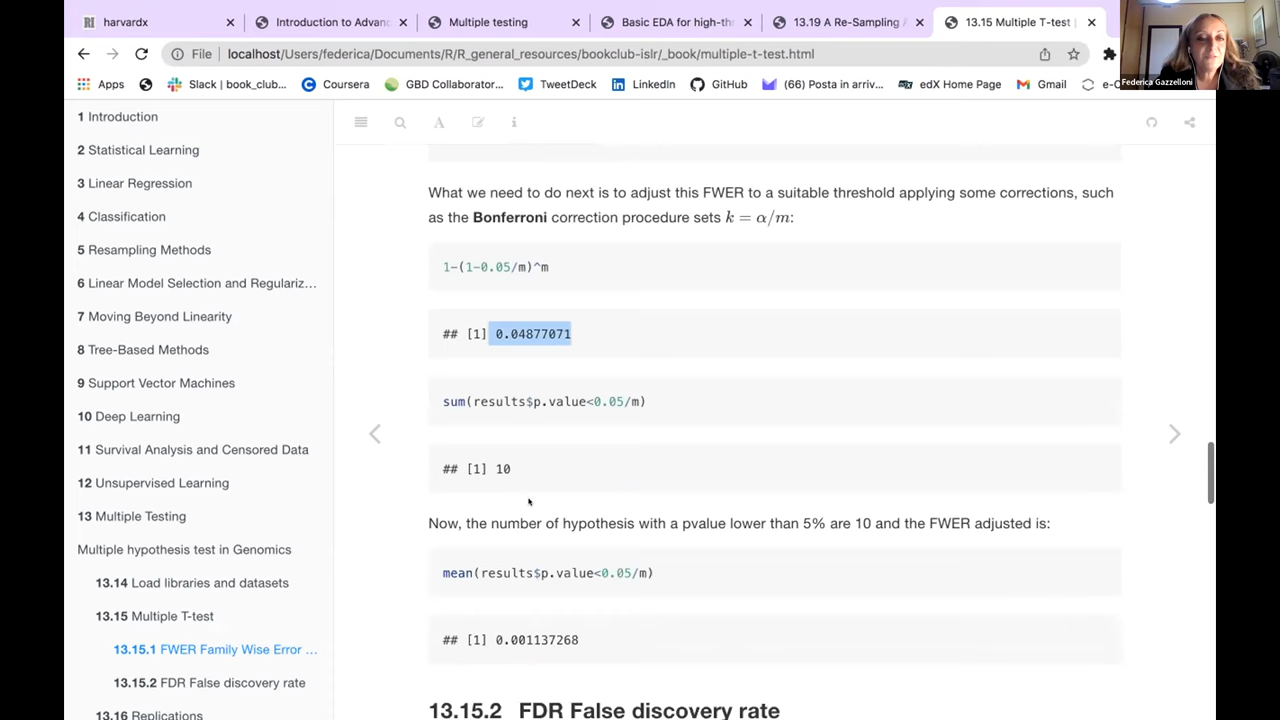 harvardx
Introduction to Advan
Multiple testing
Basic EDA for high-thr
13.19 A Re-Sampling A
13.15 Multiple T-test |
File
localhost/Users/federica/Documents/R/R_general_resources/bookclub-islr/_book/multiple-t-test.html
Federica Gazzelloni
Apps
Slack | book_club...
Coursera
GBD Collaborator...
TweetDeck
LinkedIn
GitHub
(66) Posta in arriv...
edX Home Page
Gmail
1 Introduction
2 Statistical Learning
3 Linear Regression
4 Classification
5 Resampling Methods
6 Linear Model Selection and Regulariz...
7 Moving Beyond Linearity
8 Tree-Based Methods
9 Support Vector Machines
10 Deep Learning
11 Survival Analysis and Censored Data
12 Unsupervised Learning
13 Multiple Testing
Multiple hypothesis test in Genomics
13.14 Load libraries and datasets
13.15 Multiple T-test
13.15.1 FWER Family Wise Error ...
13.15.2 FDR False discovery rate
13.16 Replications
What we need to do next is to adjust this FWER to a suitable threshold applying some corrections, such
as the Bonferroni correction procedure sets k = α/m:
1-(1-0.05/m)^m
## [1] 0.04877071
sum(results$p.value<0.05/m)
## [1] 10
Now, the number of hypothesis with a pvalue lower than 5% are 10 and the FWER adjusted is:
mean(results$p.value<0.05/m)
## [1] 0.001137268
13.15.2 FDR False discovery rate